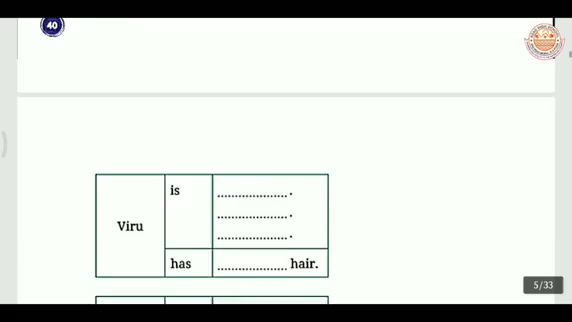 40
is ................... .
................... .
Viru
................... .
has ................... hair.
5/33